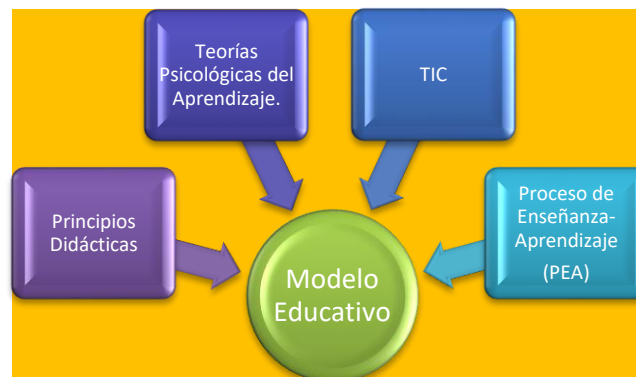 Teorías
Psicológicas del
Aprendizaje.
TIC
Principios
Didácticas
Proceso de
Enseñanza-
Aprendizaje
(PEA)
Modelo
Educativo